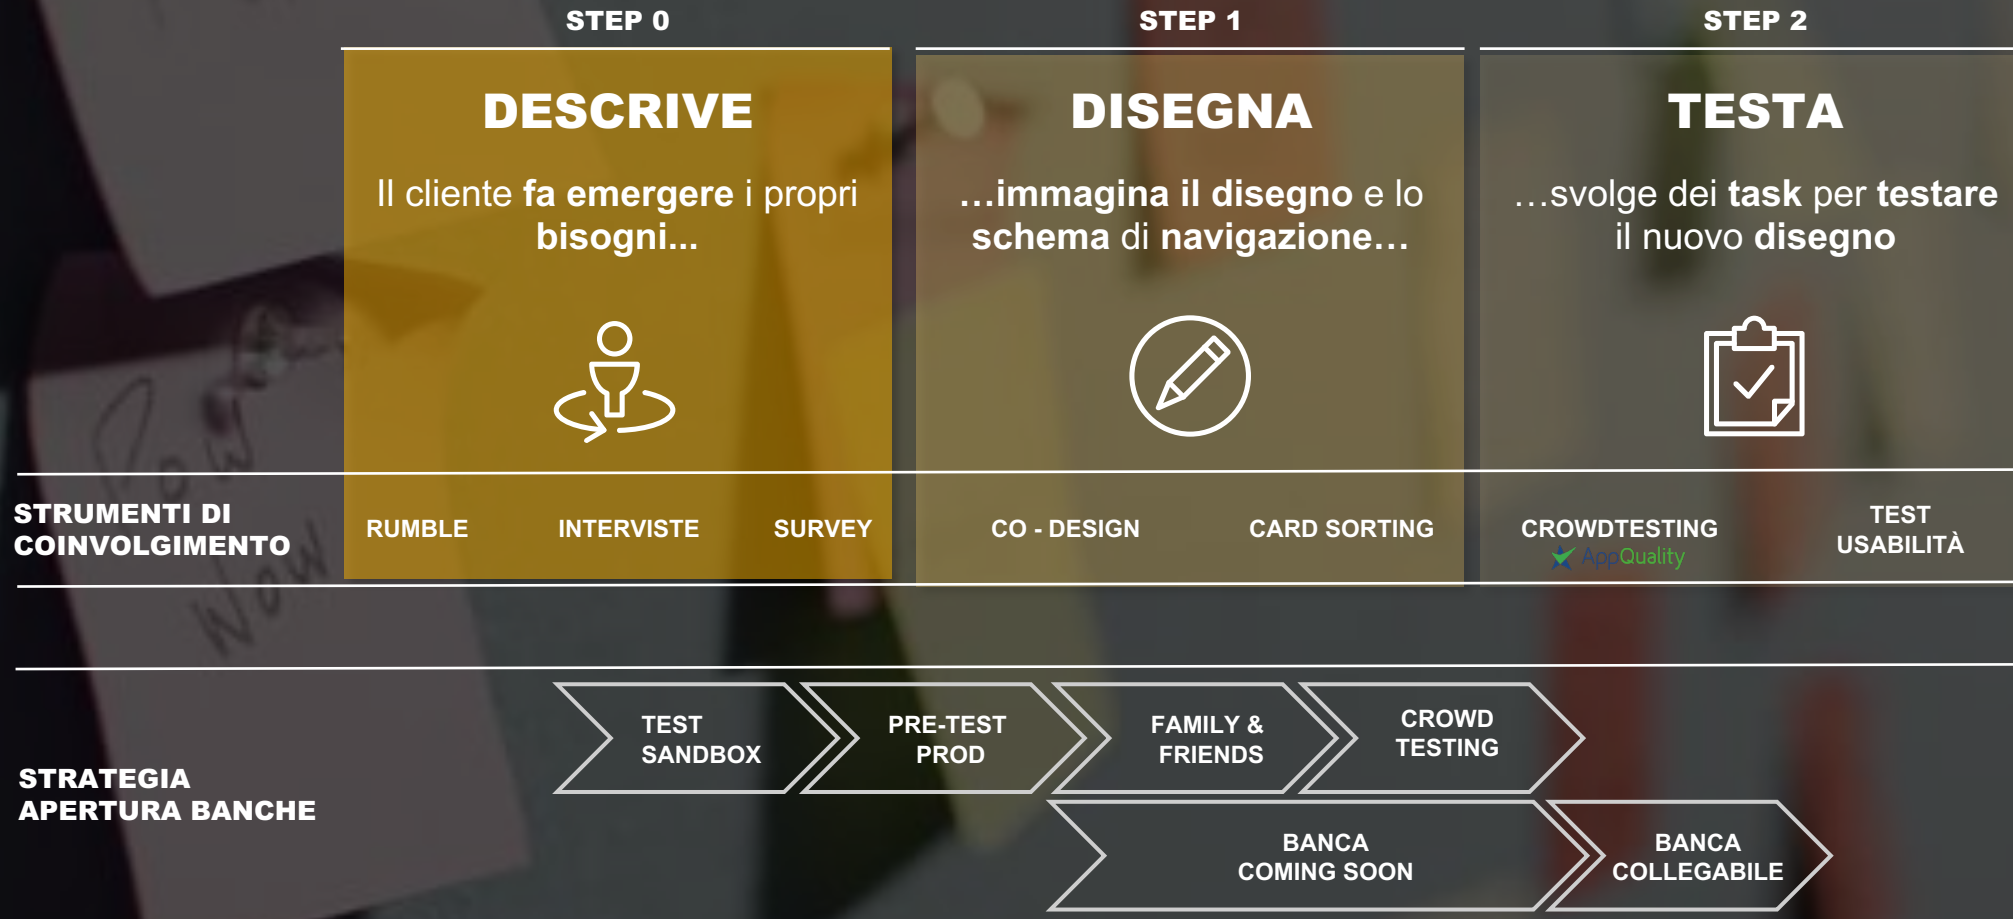 STEP 0
STEP 1
STEP 2
DESCRIVE
Il cliente fa emergere i propri
bisogni...
DISEGNA
...immagina il disegno e lo
schema di navigazione...
TESTA
...svolge dei task per testare
il nuovo disegno
STRUMENTI DI
COINVOLGIMENTO
RUMBLE
INTERVISTE
SURVEY
CO - DESIGN
CARD SORTING
CROWDTESTING
AppQuality
TEST
USABILITÀ
Pow
Wow
STRATEGIA
APERTURA BANCHE
TEST
SANDBOX
PRE-TEST
PROD
FAMILY &
FRIENDS
CROWD
TESTING
BANCA
COMING SOON
BANCA
COLLEGABILE